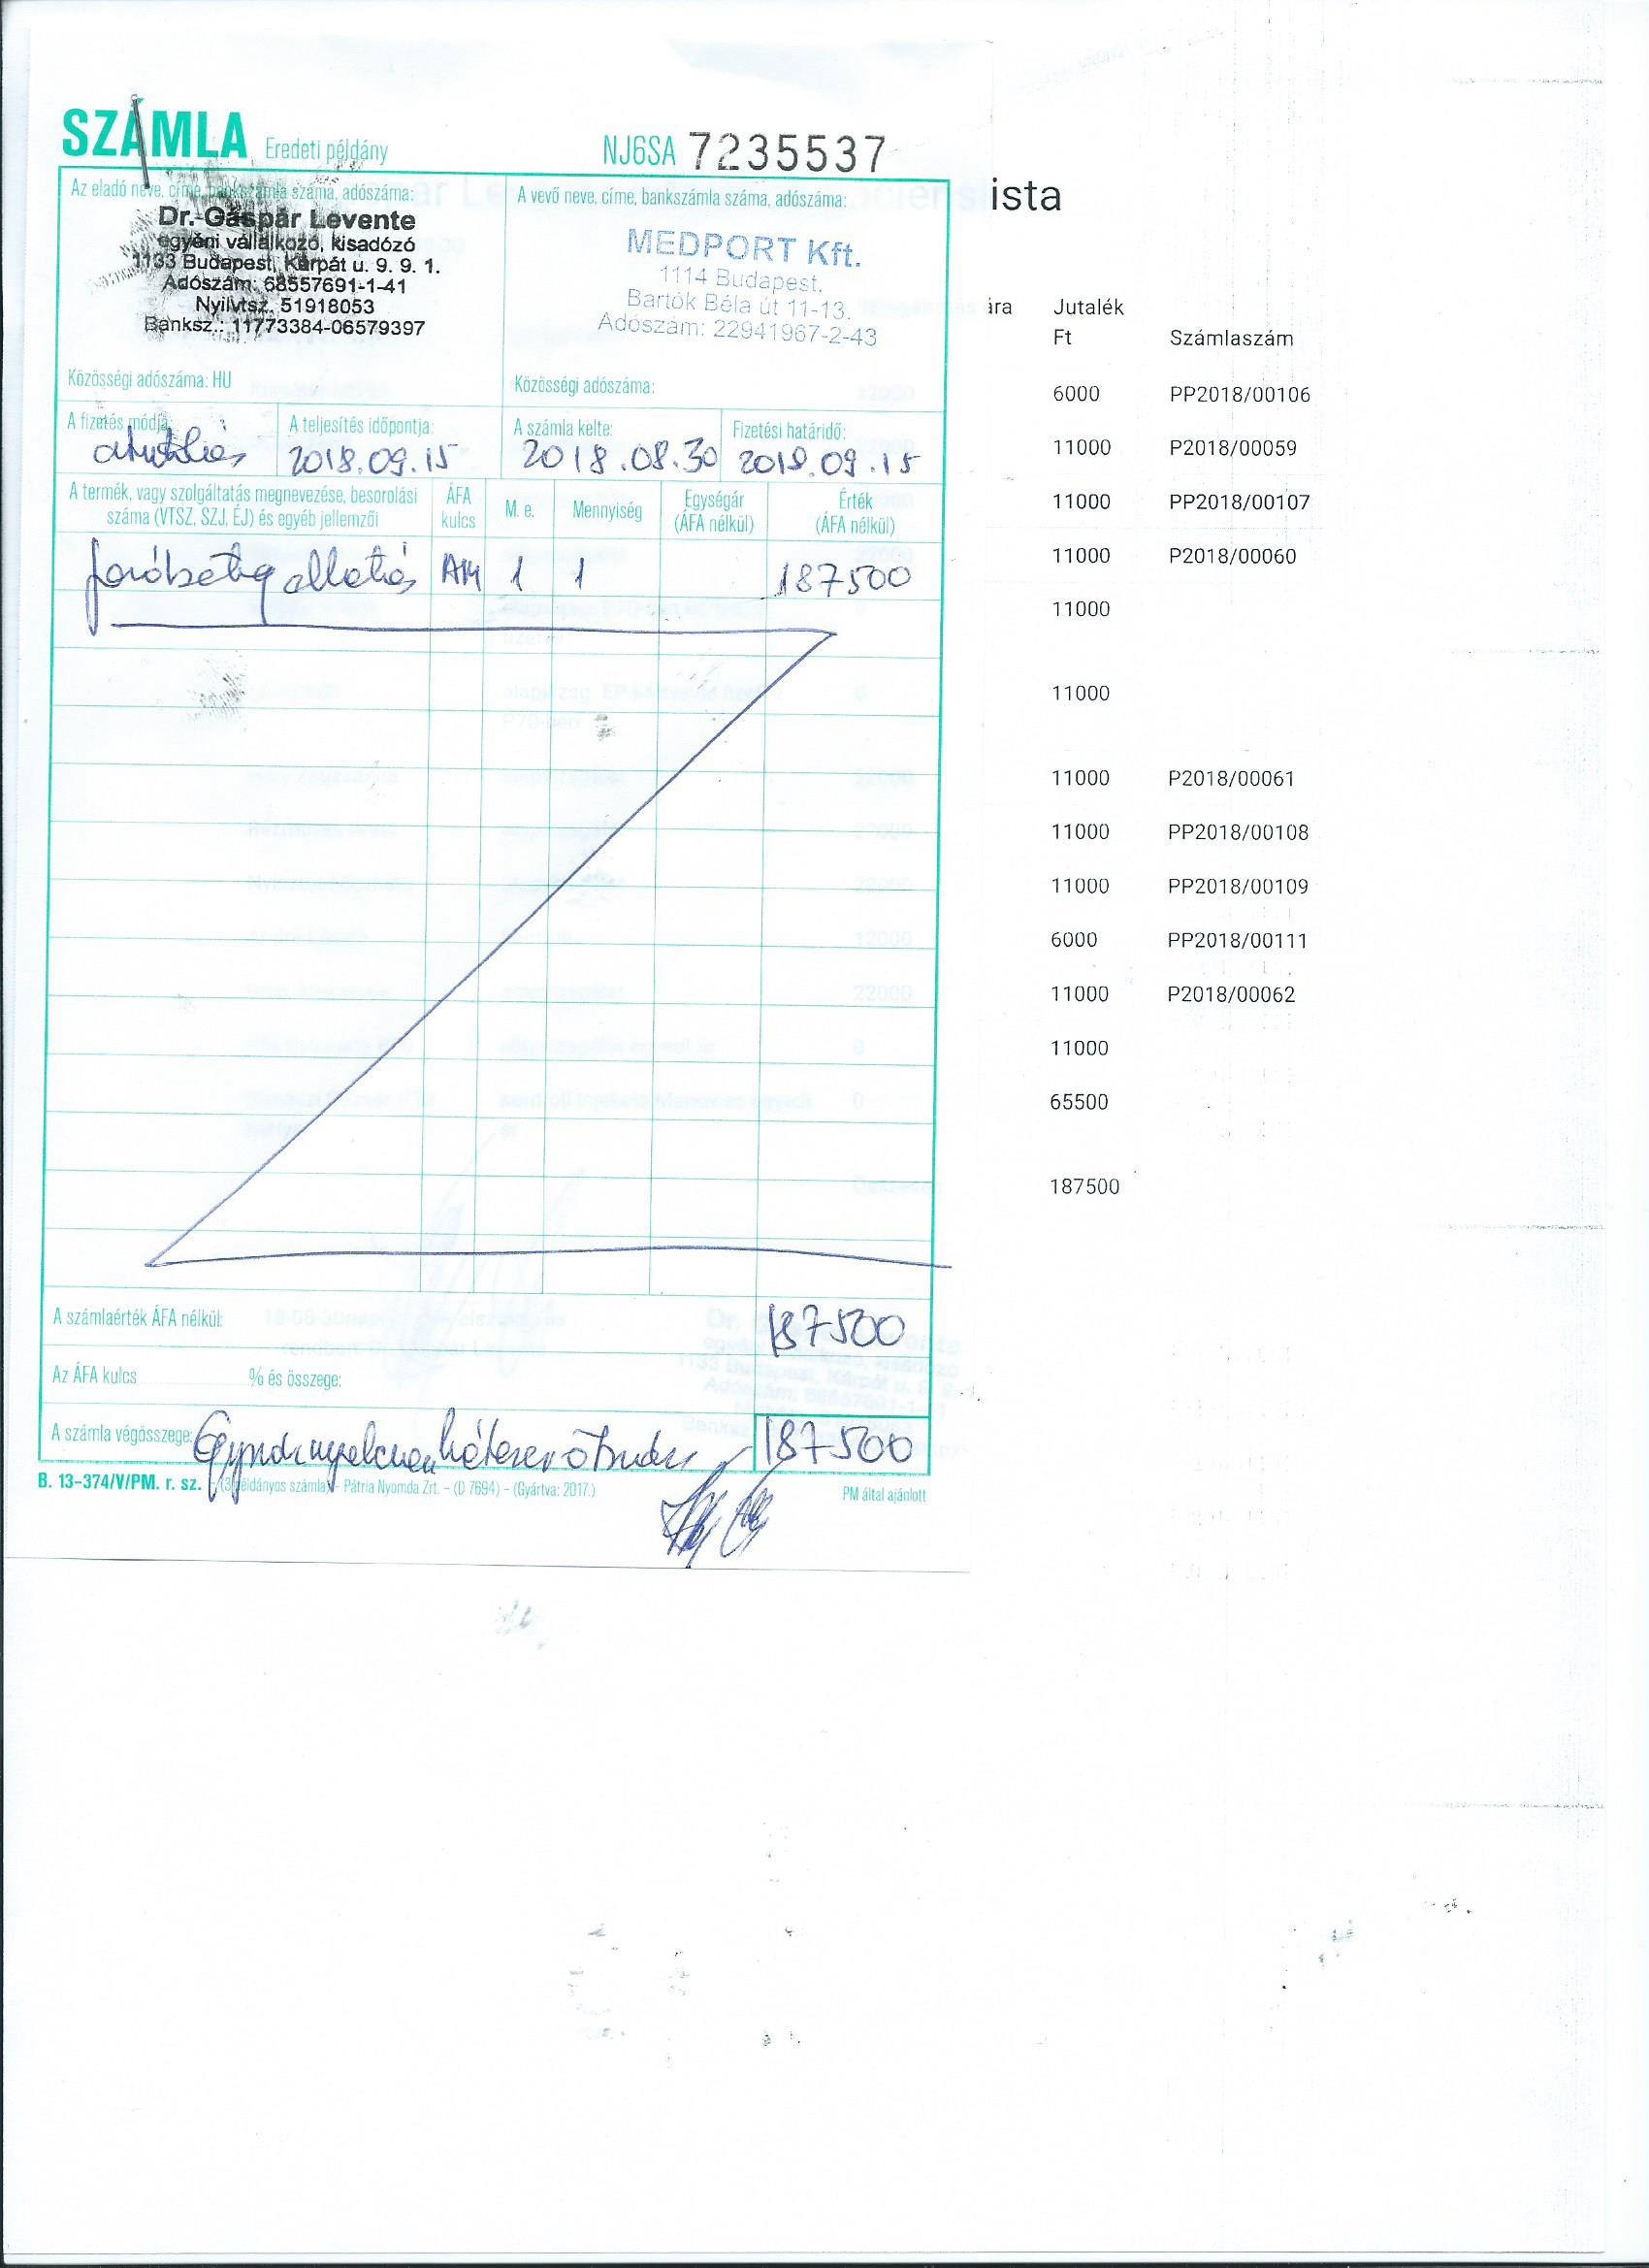 SZÁMLA Eredeti példány NJ6SA 7235537
Az eladó neve, címe, bankszámla száma, adószáma:
Dr. Gáspár Levente
egyéni vállalkozó, kisadózó
1133 Budapest, Kárpát u. 9. 9. 1.
Adószám: 68557691-1-41
Nyilvtsz. 51918053
Banksz.: 11773384-06579397
Közösségi adószáma: HU
A vevő neve, címe, bankszámla száma, adószáma:
MEDPORT Kft.
1114 Budapest,
Bartók Béla út 11-13.
Adószám: 22941967-2-43
Közösségi adószáma:
A fizetés módja: A teljesítés időpontja: A számla kelte: Fizetési határidő:
átutalás 2018.09.15 2018.08.30 2018.09.15
A termék, vagy szolgáltatás megnevezése, besorolási száma (VTSZ, SZJ, ÉJ) és egyéb jellemzői ÁFA kulcs M. e. Mennyiség Egységár (ÁFA nélkül) Érték (ÁFA nélkül)
járóbeteg ellátás AM 1 1 187500
A számlaérték ÁFA nélkül: 187500
Az ÁFA kulcs % és összege:
A számla végösszege: 187500
B. 13-374/V/PM. r. sz. (3 példányos számla) - Pátria Nyomda Zrt. - (D 7694) - (Gyártva: 2017.) PM által ajánlott
ista
ára Jutalék
Ft Számlaszám
6000 PP2018/00106
11000 P2018/00059
11000 PP2018/00107
11000 P2018/00060
11000
11000
11000 P2018/00061
11000 PP2018/00108
11000 PP2018/00109
6000 PP2018/00111
11000 P2018/00062
11000
65500
187500